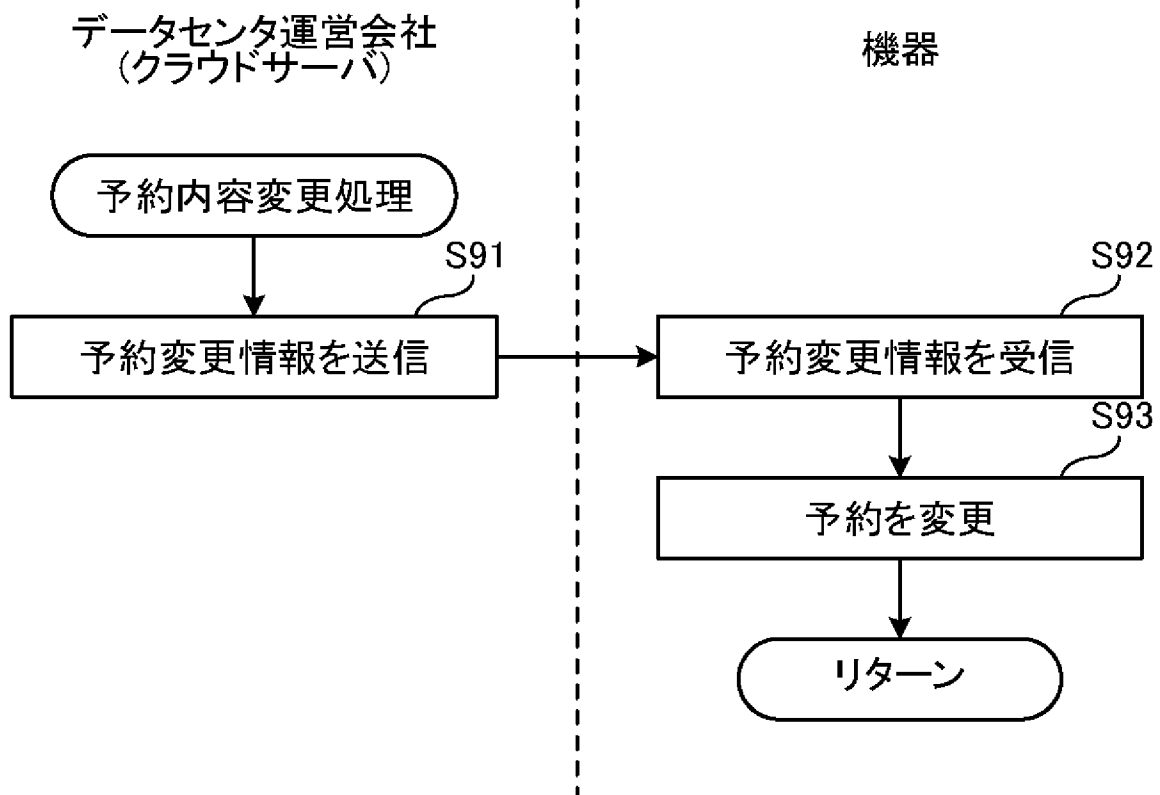 データセンタ運営会社
(クラウドサーバ)
機器
予約内容変更処理
S91
予約変更情報を送信
S92
予約変更情報を受信
S93
予約を変更
リターン